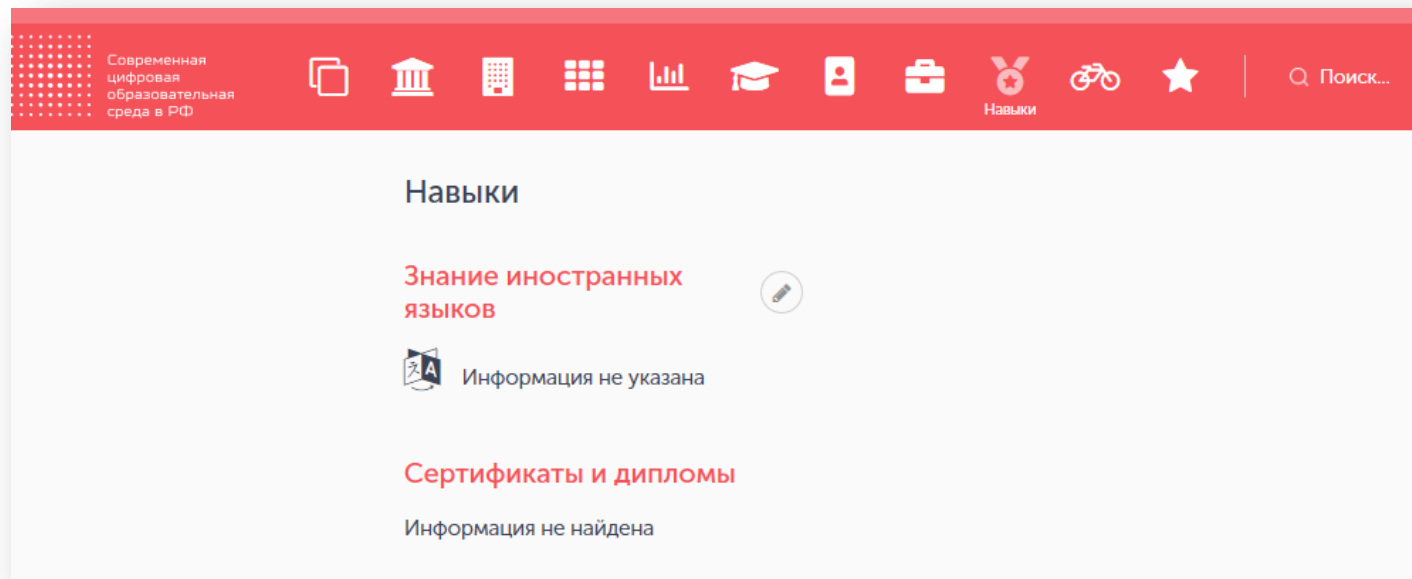 Современная
цифровая
образовательная
среда в РФ
Навыки
Поиск...
Навыки
Знание иностранных
языков
Информация не указана
Сертификаты и дипломы
Информация не найдена